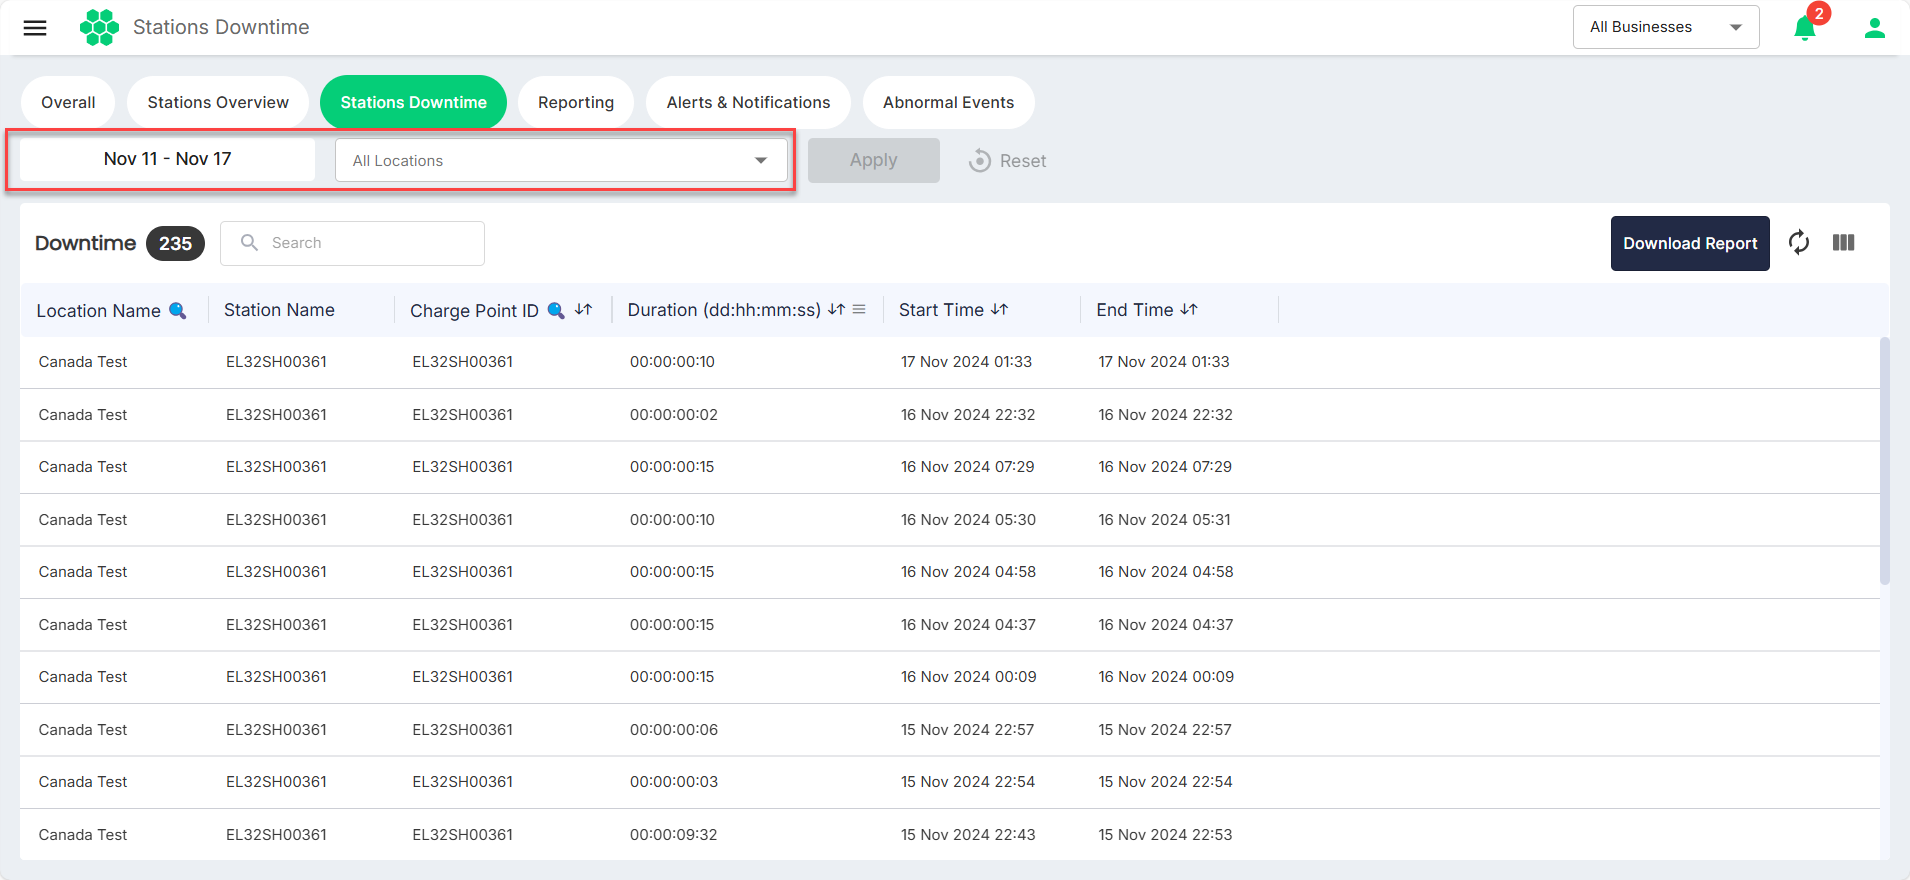 Stations Downtime
All Businesses
2
Overall
Stations Overview
Stations Downtime
Reporting
Alerts & Notifications
Abnormal Events
Nov 11 - Nov 17
All Locations
Apply
Reset
Downtime 235
Search
Download Report
Location Name Station Name Charge Point ID Duration (dd:hh:mm:ss) Start Time End Time
Canada Test EL32SH00361 EL32SH00361 00:00:00:10 17 Nov 2024 01:33 17 Nov 2024 01:33
Canada Test EL32SH00361 EL32SH00361 00:00:00:02 16 Nov 2024 22:32 16 Nov 2024 22:32
Canada Test EL32SH00361 EL32SH00361 00:00:00:15 16 Nov 2024 07:29 16 Nov 2024 07:29
Canada Test EL32SH00361 EL32SH00361 00:00:00:10 16 Nov 2024 05:30 16 Nov 2024 05:31
Canada Test EL32SH00361 EL32SH00361 00:00:00:15 16 Nov 2024 04:58 16 Nov 2024 04:58
Canada Test EL32SH00361 EL32SH00361 00:00:00:15 16 Nov 2024 04:37 16 Nov 2024 04:37
Canada Test EL32SH00361 EL32SH00361 00:00:00:15 16 Nov 2024 00:09 16 Nov 2024 00:09
Canada Test EL32SH00361 EL32SH00361 00:00:00:06 15 Nov 2024 22:57 15 Nov 2024 22:57
Canada Test EL32SH00361 EL32SH00361 00:00:00:03 15 Nov 2024 22:54 15 Nov 2024 22:54
Canada Test EL32SH00361 EL32SH00361 00:00:09:32 15 Nov 2024 22:43 15 Nov 2024 22:53